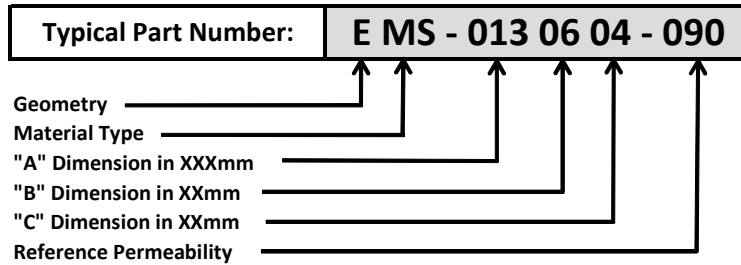 Typical Part Number: E MS - 013 06 04 - 090
Geometry
Material Type
"A" Dimension in XXXmm
"B" Dimension in XXmm
"C" Dimension in XXmm
Reference Permeability